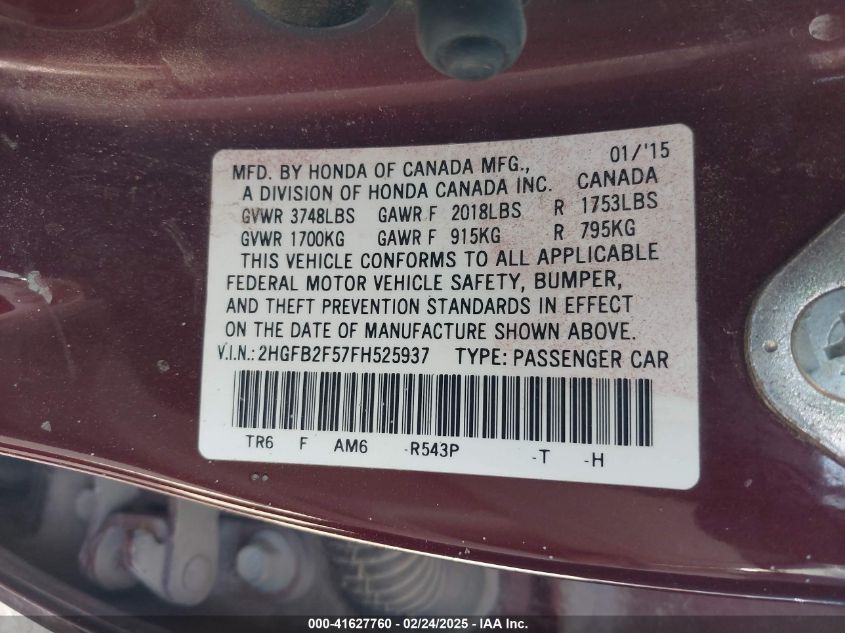 MFD. BY HONDA OF CANADA MFG., 01/'15
A DIVISION OF HONDA CANADA INC. CANADA
GVWR 3748LBS GAWR F 2018LBS R 1753LBS
GVWR 1700KG GAWR F 915KG R 795KG
THIS VEHICLE CONFORMS TO ALL APPLICABLE
FEDERAL MOTOR VEHICLE SAFETY, BUMPER,
AND THEFT PREVENTION STANDARDS IN EFFECT
ON THE DATE OF MANUFACTURE SHOWN ABOVE.
V.I.N.: 2HGFB2F57FH525937 TYPE: PASSENGER CAR
TR6 F AM6 -R543P -T -H
000-41627760 - 02/24/2025 - WWW.IAAI.COM.